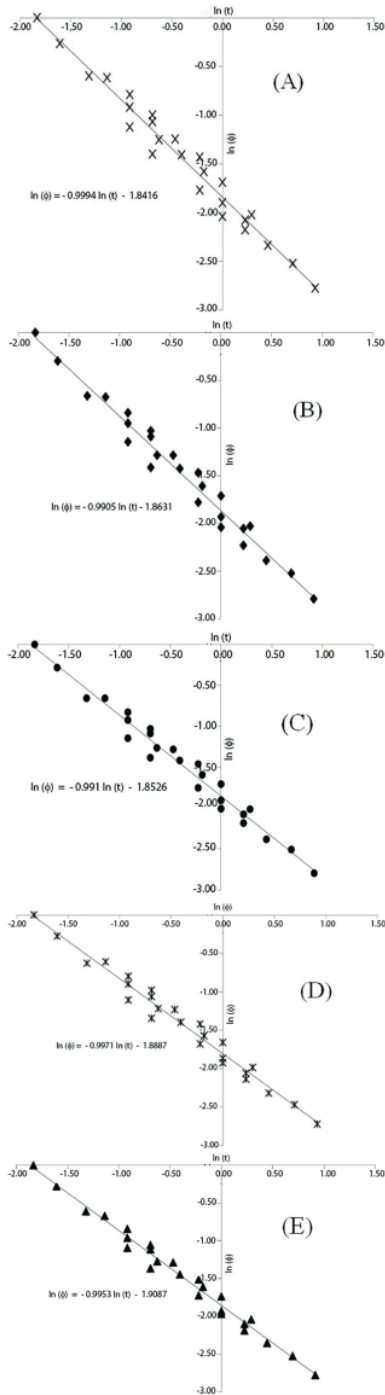 ln (t)
-2.00 -1,50 -1.00 -0.50 0.00 0.50 1.00 1.50
-0.50
(A)
-1.00
ln (ϕ)
-1.50
ln (ϕ) = - 0.9994 ln (t) - 1.8416
-2.00
-2.50
-3.00
ln (t)
-2.00 -1,50 -1.00 -0.50 0.00 0.50 1.00 1.50
-0.50
(B)
-1.00
ln (ϕ)
-1.50
ln (ϕ) = - 0.9905 ln (t) - 1.8631
-2.00
-2.50
-3.00
ln (t)
-2.00 -1,50 -1.00 -0.50 0.00 0.50 1.00 1.50
-0.50
(C)
-1.00
ln (ϕ)
-1.50
ln (ϕ) = - 0.991 ln (t) - 1.8526
-2.00
-2.50
-3.00
ln (ϕ)
-2.00 -1,50 -1.00 -0.50 0.00 0.50 1.00 1.50
-0.50
(D)
-1.00
ln (ϕ)
-1.50
ln (ϕ) = - 0.9971 ln (t) - 1.8887
-2.00
-2.50
-3.00
ln (t)
-2.00 -1,50 -1.00 -0.50 0.00 0.50 1.00 1.50
-0.50
(E)
-1.00
ln (ϕ)
-1.50
ln (ϕ) = - 0.9953 ln (t) - 1.9087
-2.00
-2.50
-3.00